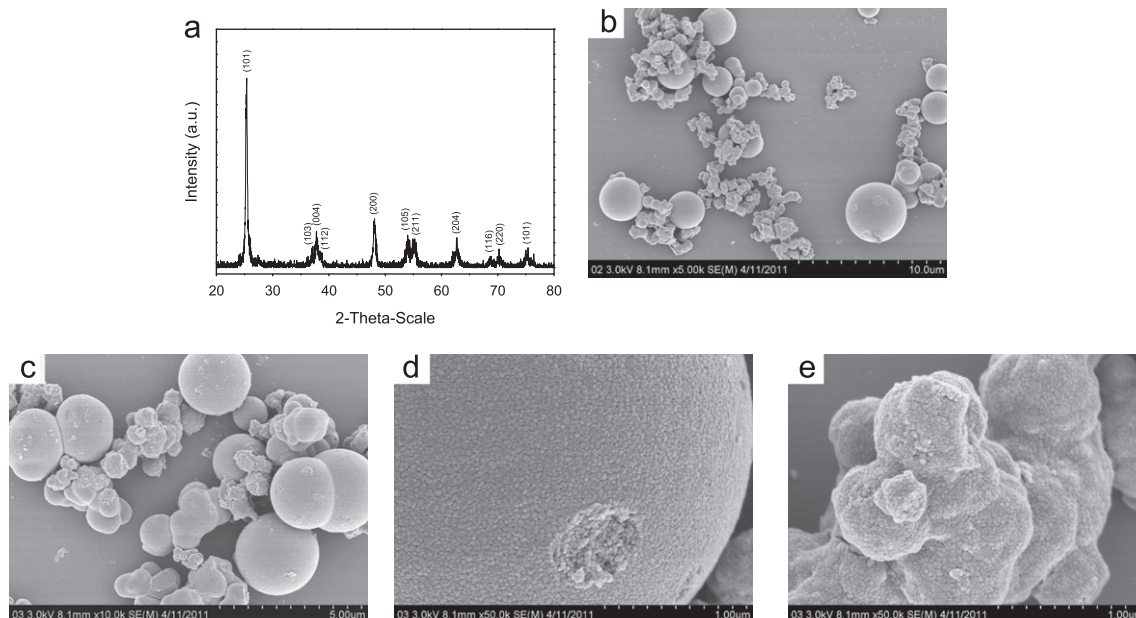 a
(101)
(103)
(004)
(112)
(200)
(105)
(211)
(204)
(116)
(220)
(101)
Intensity (a.u.)
20 30 40 50 60 70 80
2-Theta-Scale
b
02 3.0kV 8.1mm x5.00k SE(M) 4/11/2011 10.0um
c
03 3.0kV 8.1mm x10.0k SE(M) 4/11/2011 5.00um
d
03 3.0kV 8.1mm x50.0k SE(M) 4/11/2011 1.00um
e
03 3.0kV 8.1mm x50.0k SE(M) 4/11/2011 1.00um